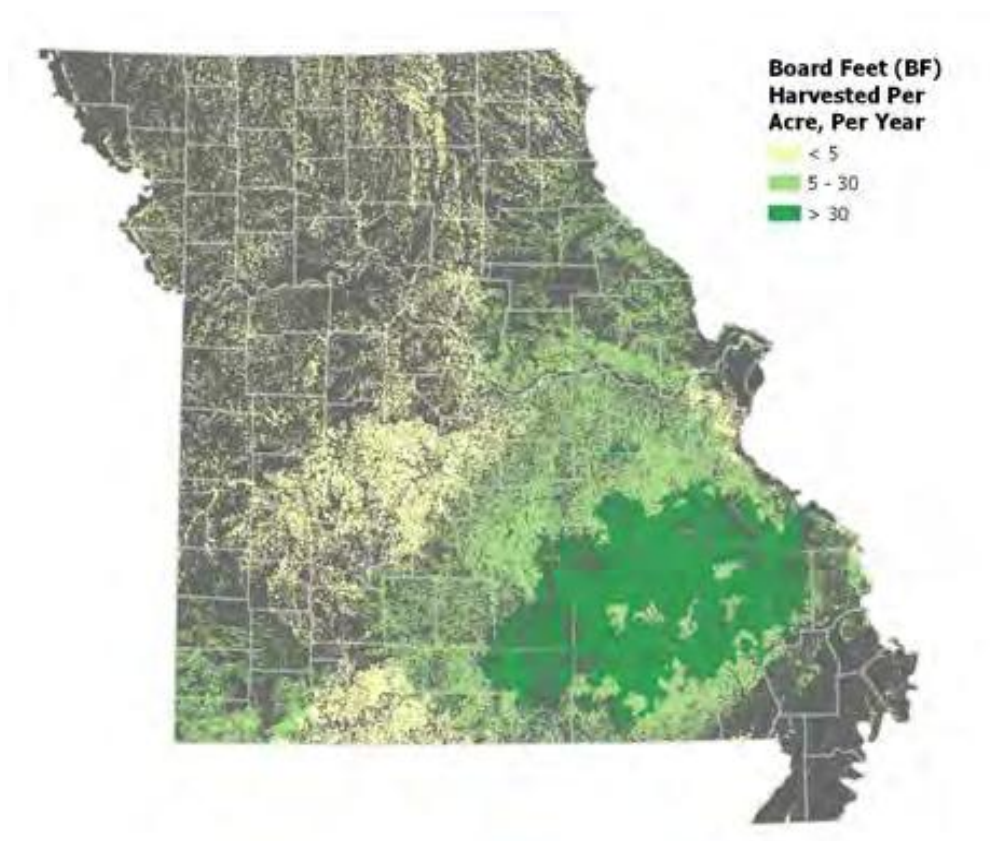 Board Feet (BF)
Harvested Per
Acre, Per Year
< 5
5 - 30
> 30